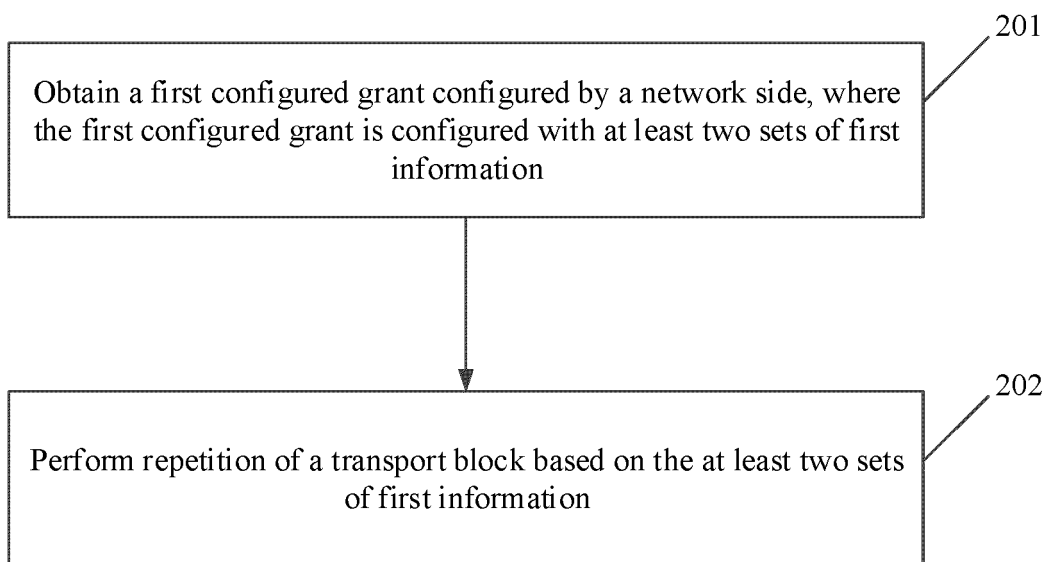 201
Obtain a first configured grant configured by a network side, where
the first configured grant is configured with at least two sets of first
information
202
Perform repetition of a transport block based on the at least two sets
of first information